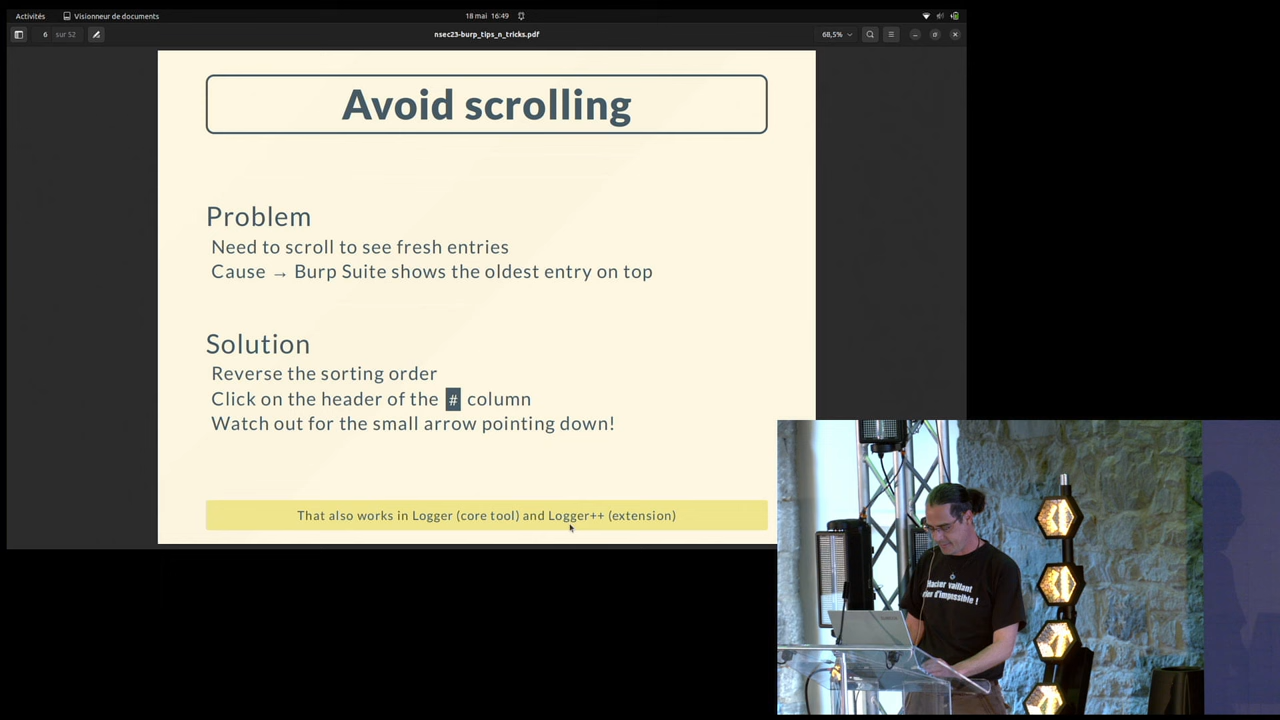 Activités
Visionneur de documents
18 mai 16:49
6
sur 52
nsec23-burp_tips_n_tricks.pdf
68,5%
Avoid scrolling
Problem
Need to scroll to see fresh entries
Cause → Burp Suite shows the oldest entry on top
Solution
Reverse the sorting order
Click on the header of the # column
Watch out for the small arrow pointing down!
That also works in Logger (core tool) and Logger++ (extension)
vaillant
d'impossible !